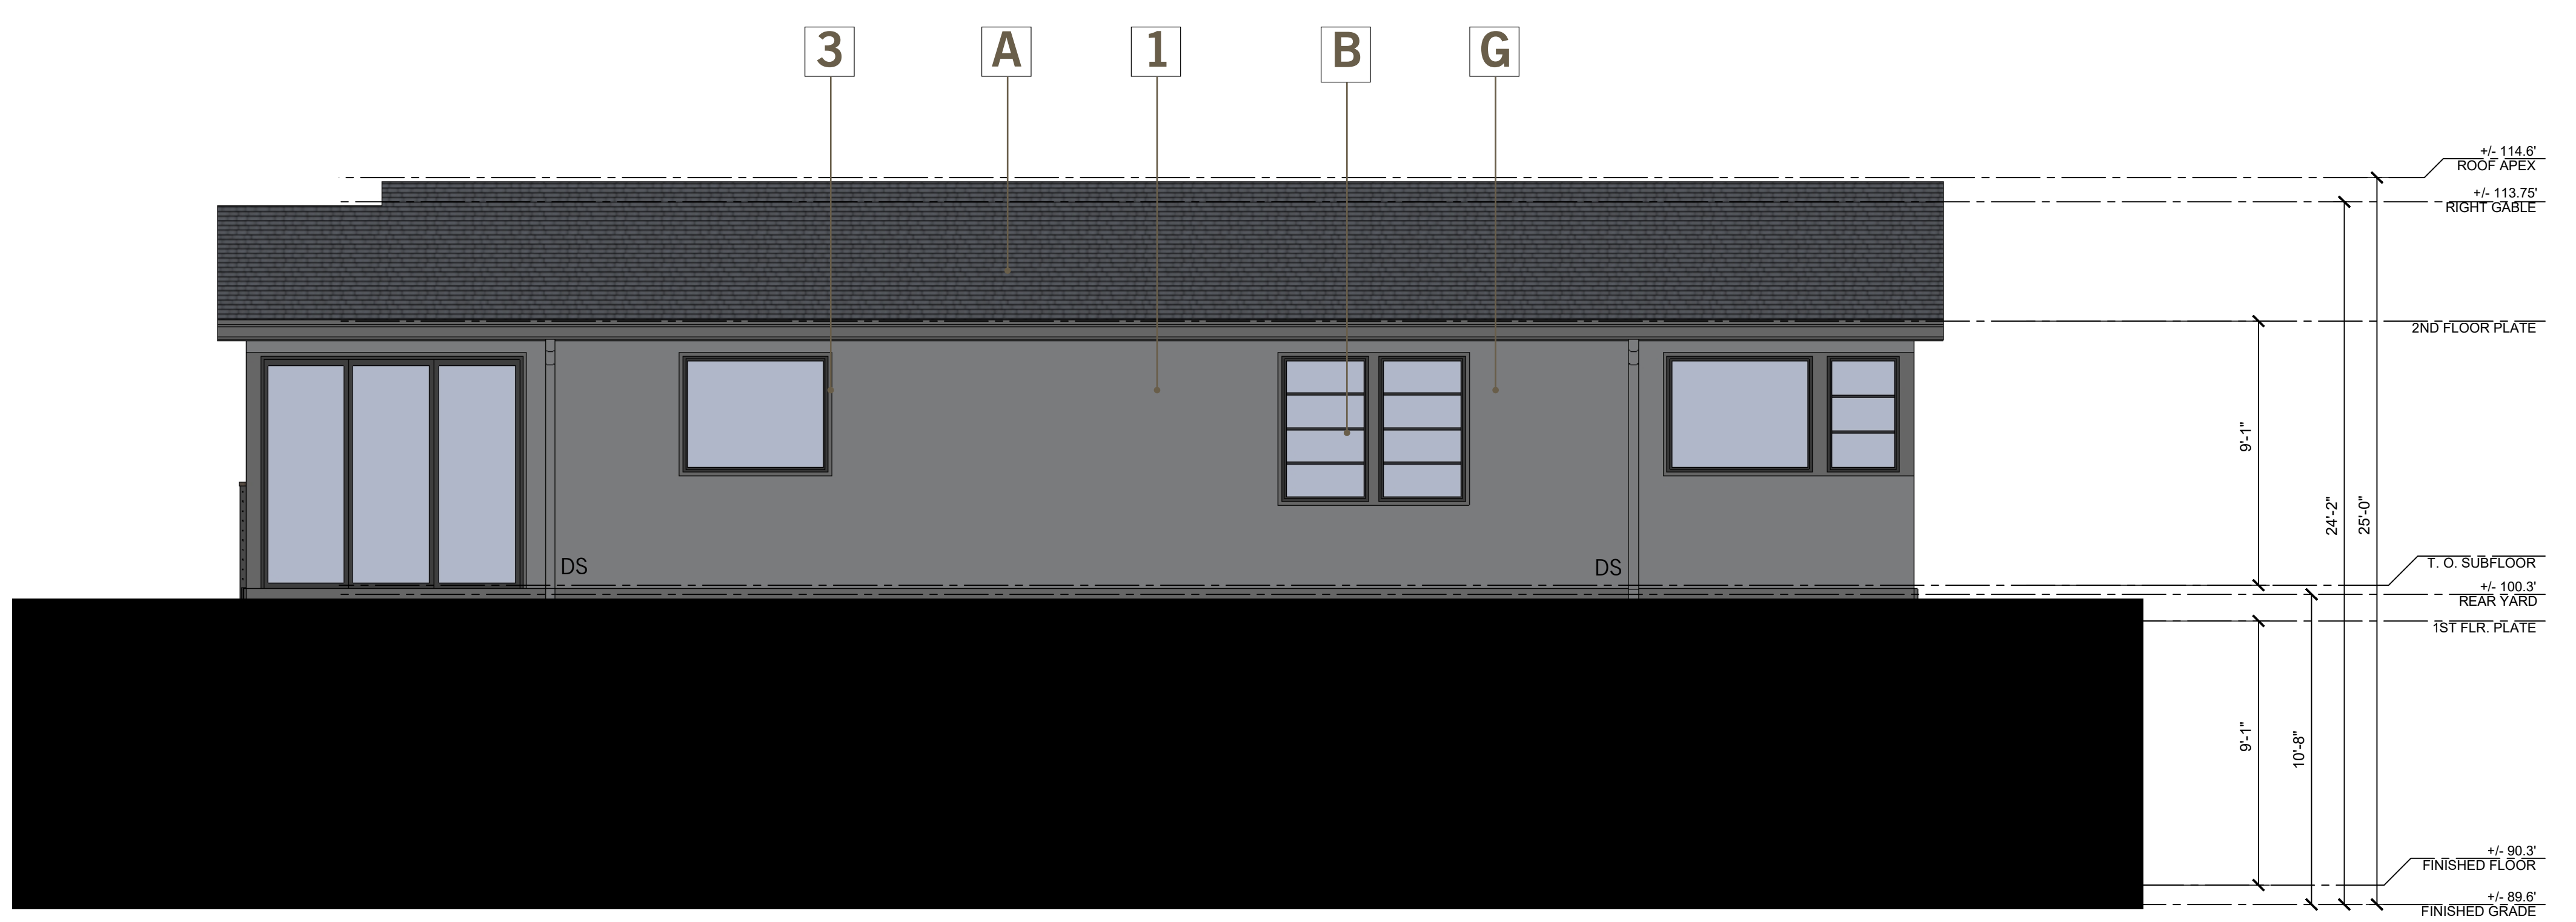 3 A 1 B G
+/- 114.6'
ROOF APEX
+/- 113.75'
RIGHT GABLE
2ND FLOOR PLATE
9'-1"
24'-2"
25'-0"
DS
DS
T. O. SUBFLOOR
+/- 100.3'
REAR YARD
1ST FLR. PLATE
9'-1"
10'-8"
+/- 90.3'
FINISHED FLOOR
+/- 89.6'
FINISHED GRADE